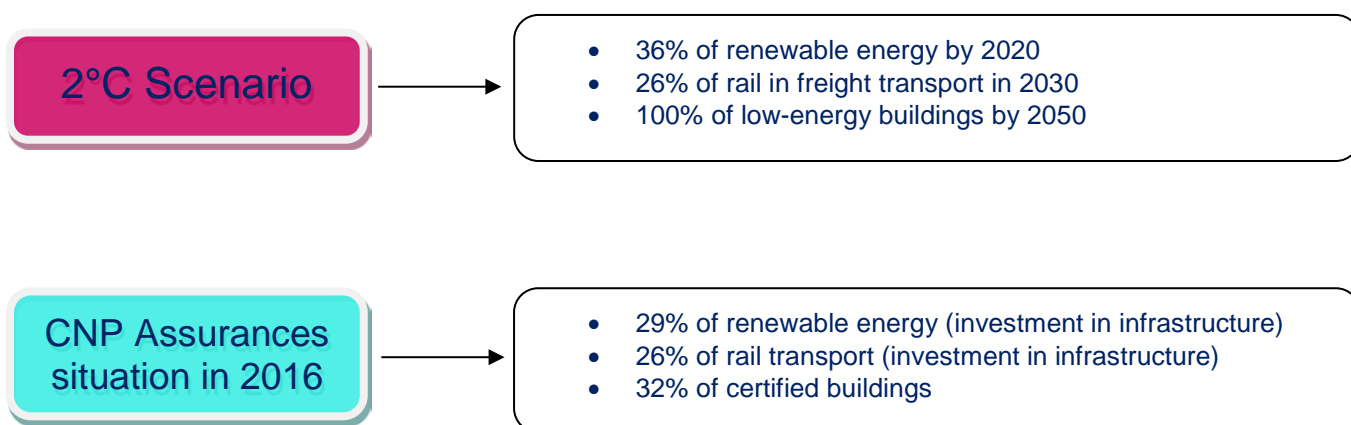 2°C Scenario
• 36% of renewable energy by 2020
• 26% of rail in freight transport in 2030
• 100% of low-energy buildings by 2050
CNP Assurances
situation in 2016
• 29% of renewable energy (investment in infrastructure)
• 26% of rail transport (investment in infrastructure)
• 32% of certified buildings